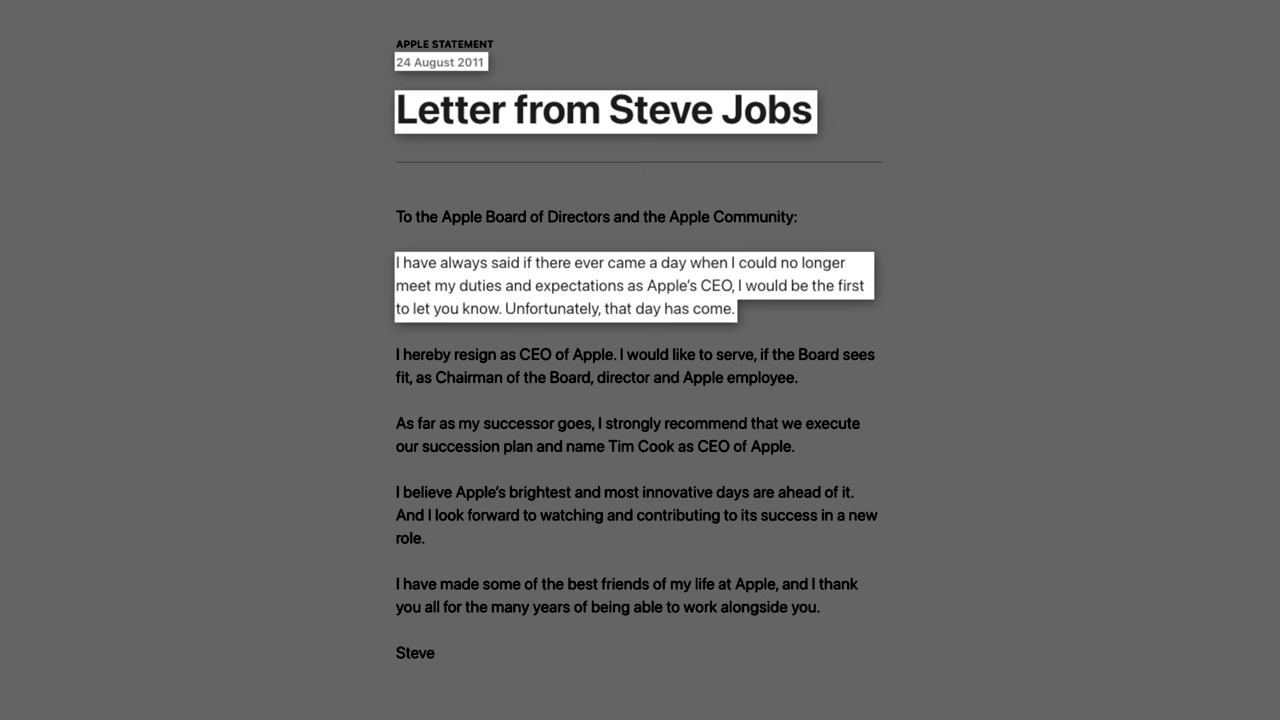 APPLE STATEMENT
24 August 2011
Letter from Steve Jobs
To the Apple Board of Directors and the Apple Community:
I have always said if there ever came a day when I could no longer
meet my duties and expectations as Apple’s CEO, I would be the first
to let you know. Unfortunately, that day has come.
I hereby resign as CEO of Apple. I would like to serve, if the Board sees
fit, as Chairman of the Board, director and Apple employee.
As far as my successor goes, I strongly recommend that we execute
our succession plan and name Tim Cook as CEO of Apple.
I believe Apple’s brightest and most innovative days are ahead of it.
And I look forward to watching and contributing to its success in a new
role.
I have made some of the best friends of my life at Apple, and I thank
you all for the many years of being able to work alongside you.
Steve